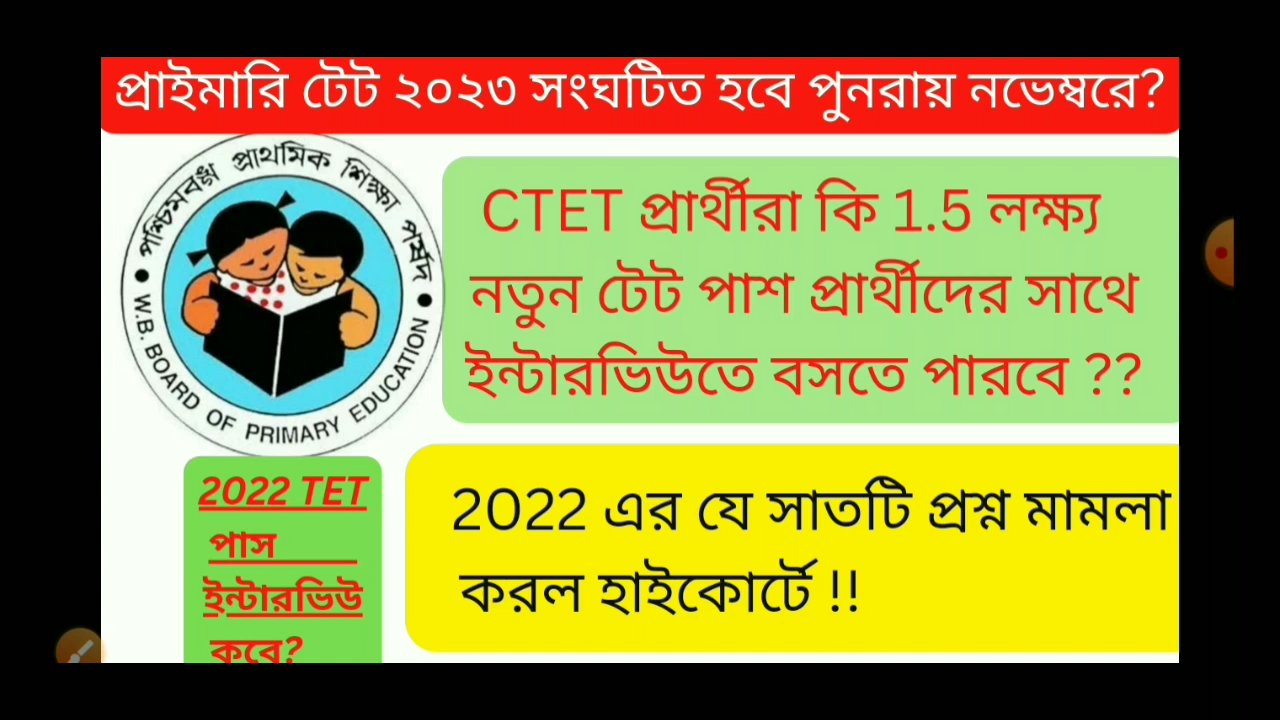 প্রাইমারি টেট ২০২৩ সংঘটিত হবে পুনরায় নভেম্বরে?
পশ্চিমবঙ্গ প্রাথমিক শিক্ষা পর্ষদ
W.B. BOARD OF PRIMARY EDUCATION
CTET প্রার্থীরা কি 1.5 লক্ষ্য
নতুন টেট পাশ প্রার্থীদের সাথে
ইন্টারভিউতে বসতে পারবে ??
2022 TET
পাস
ইন্টারভিউ
কবে?
2022 এর যে সাতটি প্রশ্ন মামলা
করল হাইকোর্টে !!